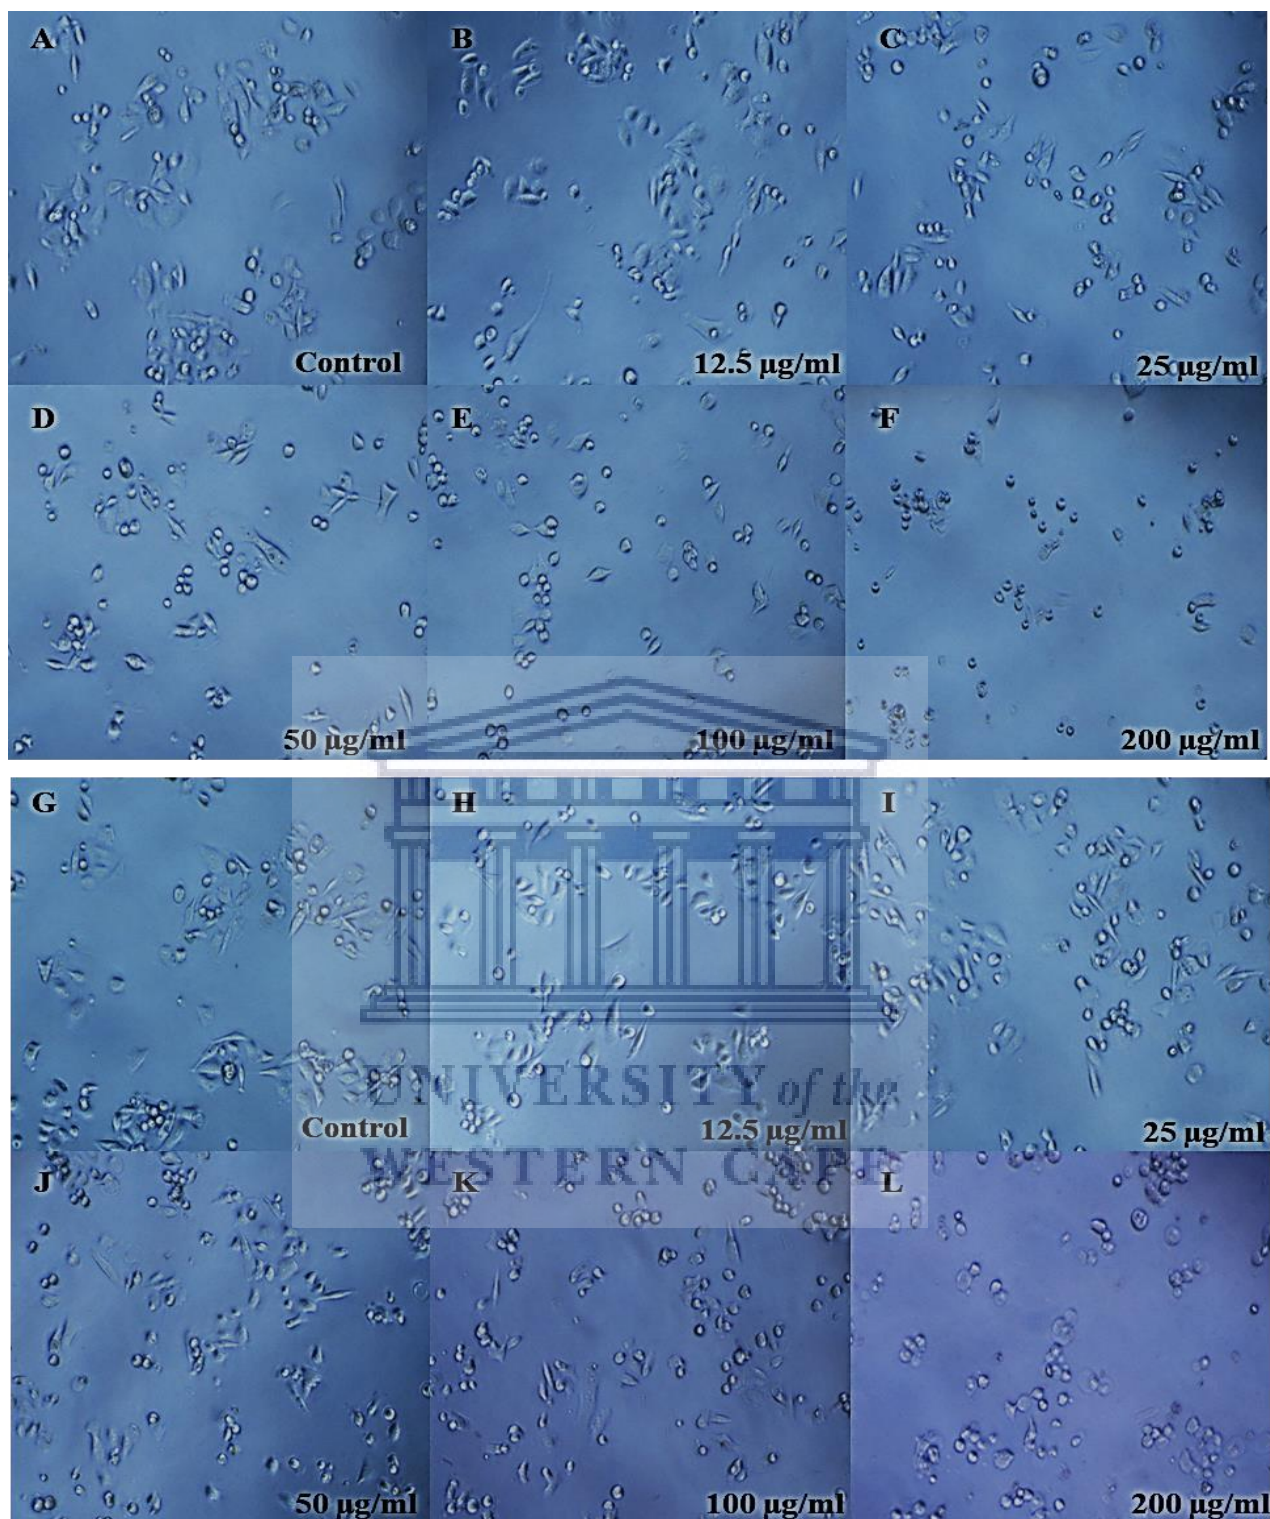 A
B
C
Control
12.5 µg/ml
25 µg/ml
D
E
F
50 µg/ml
100 µg/ml
200 µg/ml
G
H
I
Control
12.5 µg/ml
25 µg/ml
UNIVERSITY of the
WESTERN CAPE
J
K
L
50 µg/ml
100 µg/ml
200 µg/ml